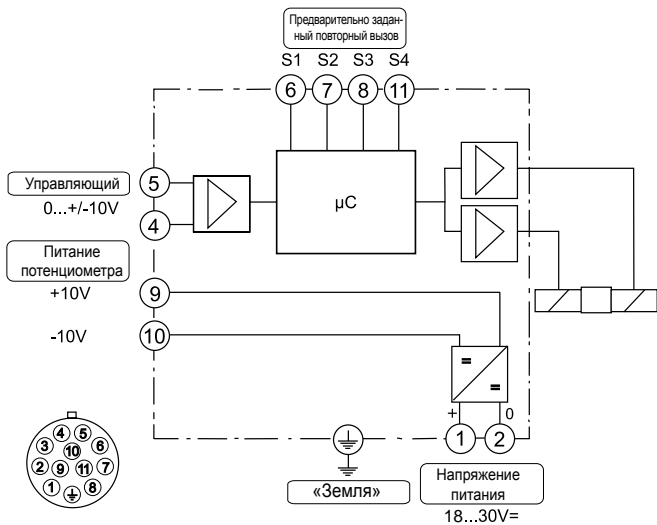 Предварительно задан-
ный повторный вызов
S1 S2 S3 S4
6 7 8 11
Управляющий
0...+/-10V
5
4
µC
Питание
потенциометра
+10V
9
-10V
10
=
=
+ 0
1 2
4 5
3 10 6
2 9 11 7
1 8
«Земля»
Напряжение
питания
18...30V=